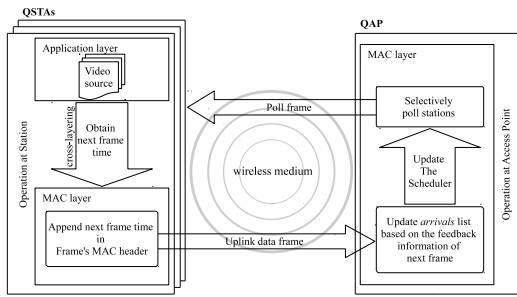 QSTAs
Operation at Station
Application layer
Video
source
cross-layering
Obtain
next frame
time
MAC layer
Append next frame time
in
Frame's MAC header
Poll frame
wireless medium
Uplink data frame
QAP
MAC layer
Selectively
poll stations
Update
The
Scheduler
Update arrivals list
based on the feedback
information of
next frame
Operation at Access Point